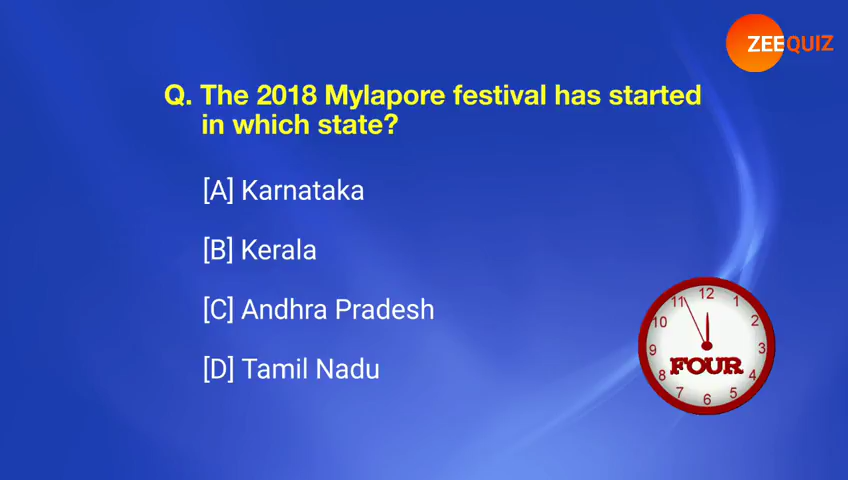 ZEEQUIZ
Q. The 2018 Mylapore festival has started
in which state?
[A] Karnataka
[B] Kerala
[C] Andhra Pradesh
[D] Tamil Nadu
12
11
1
10
2
9
3
FOUR
8
4
7
5
6